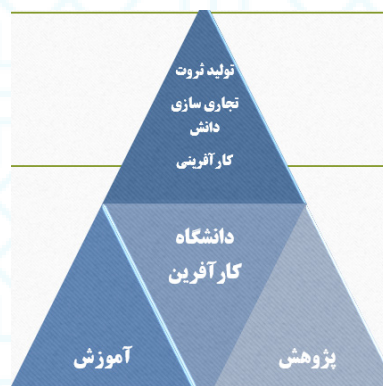 تولید ثروت
تجاری سازی
دانش
کارآفرینی
دانشگاه
کارآفرین
پژوهش
آموزش